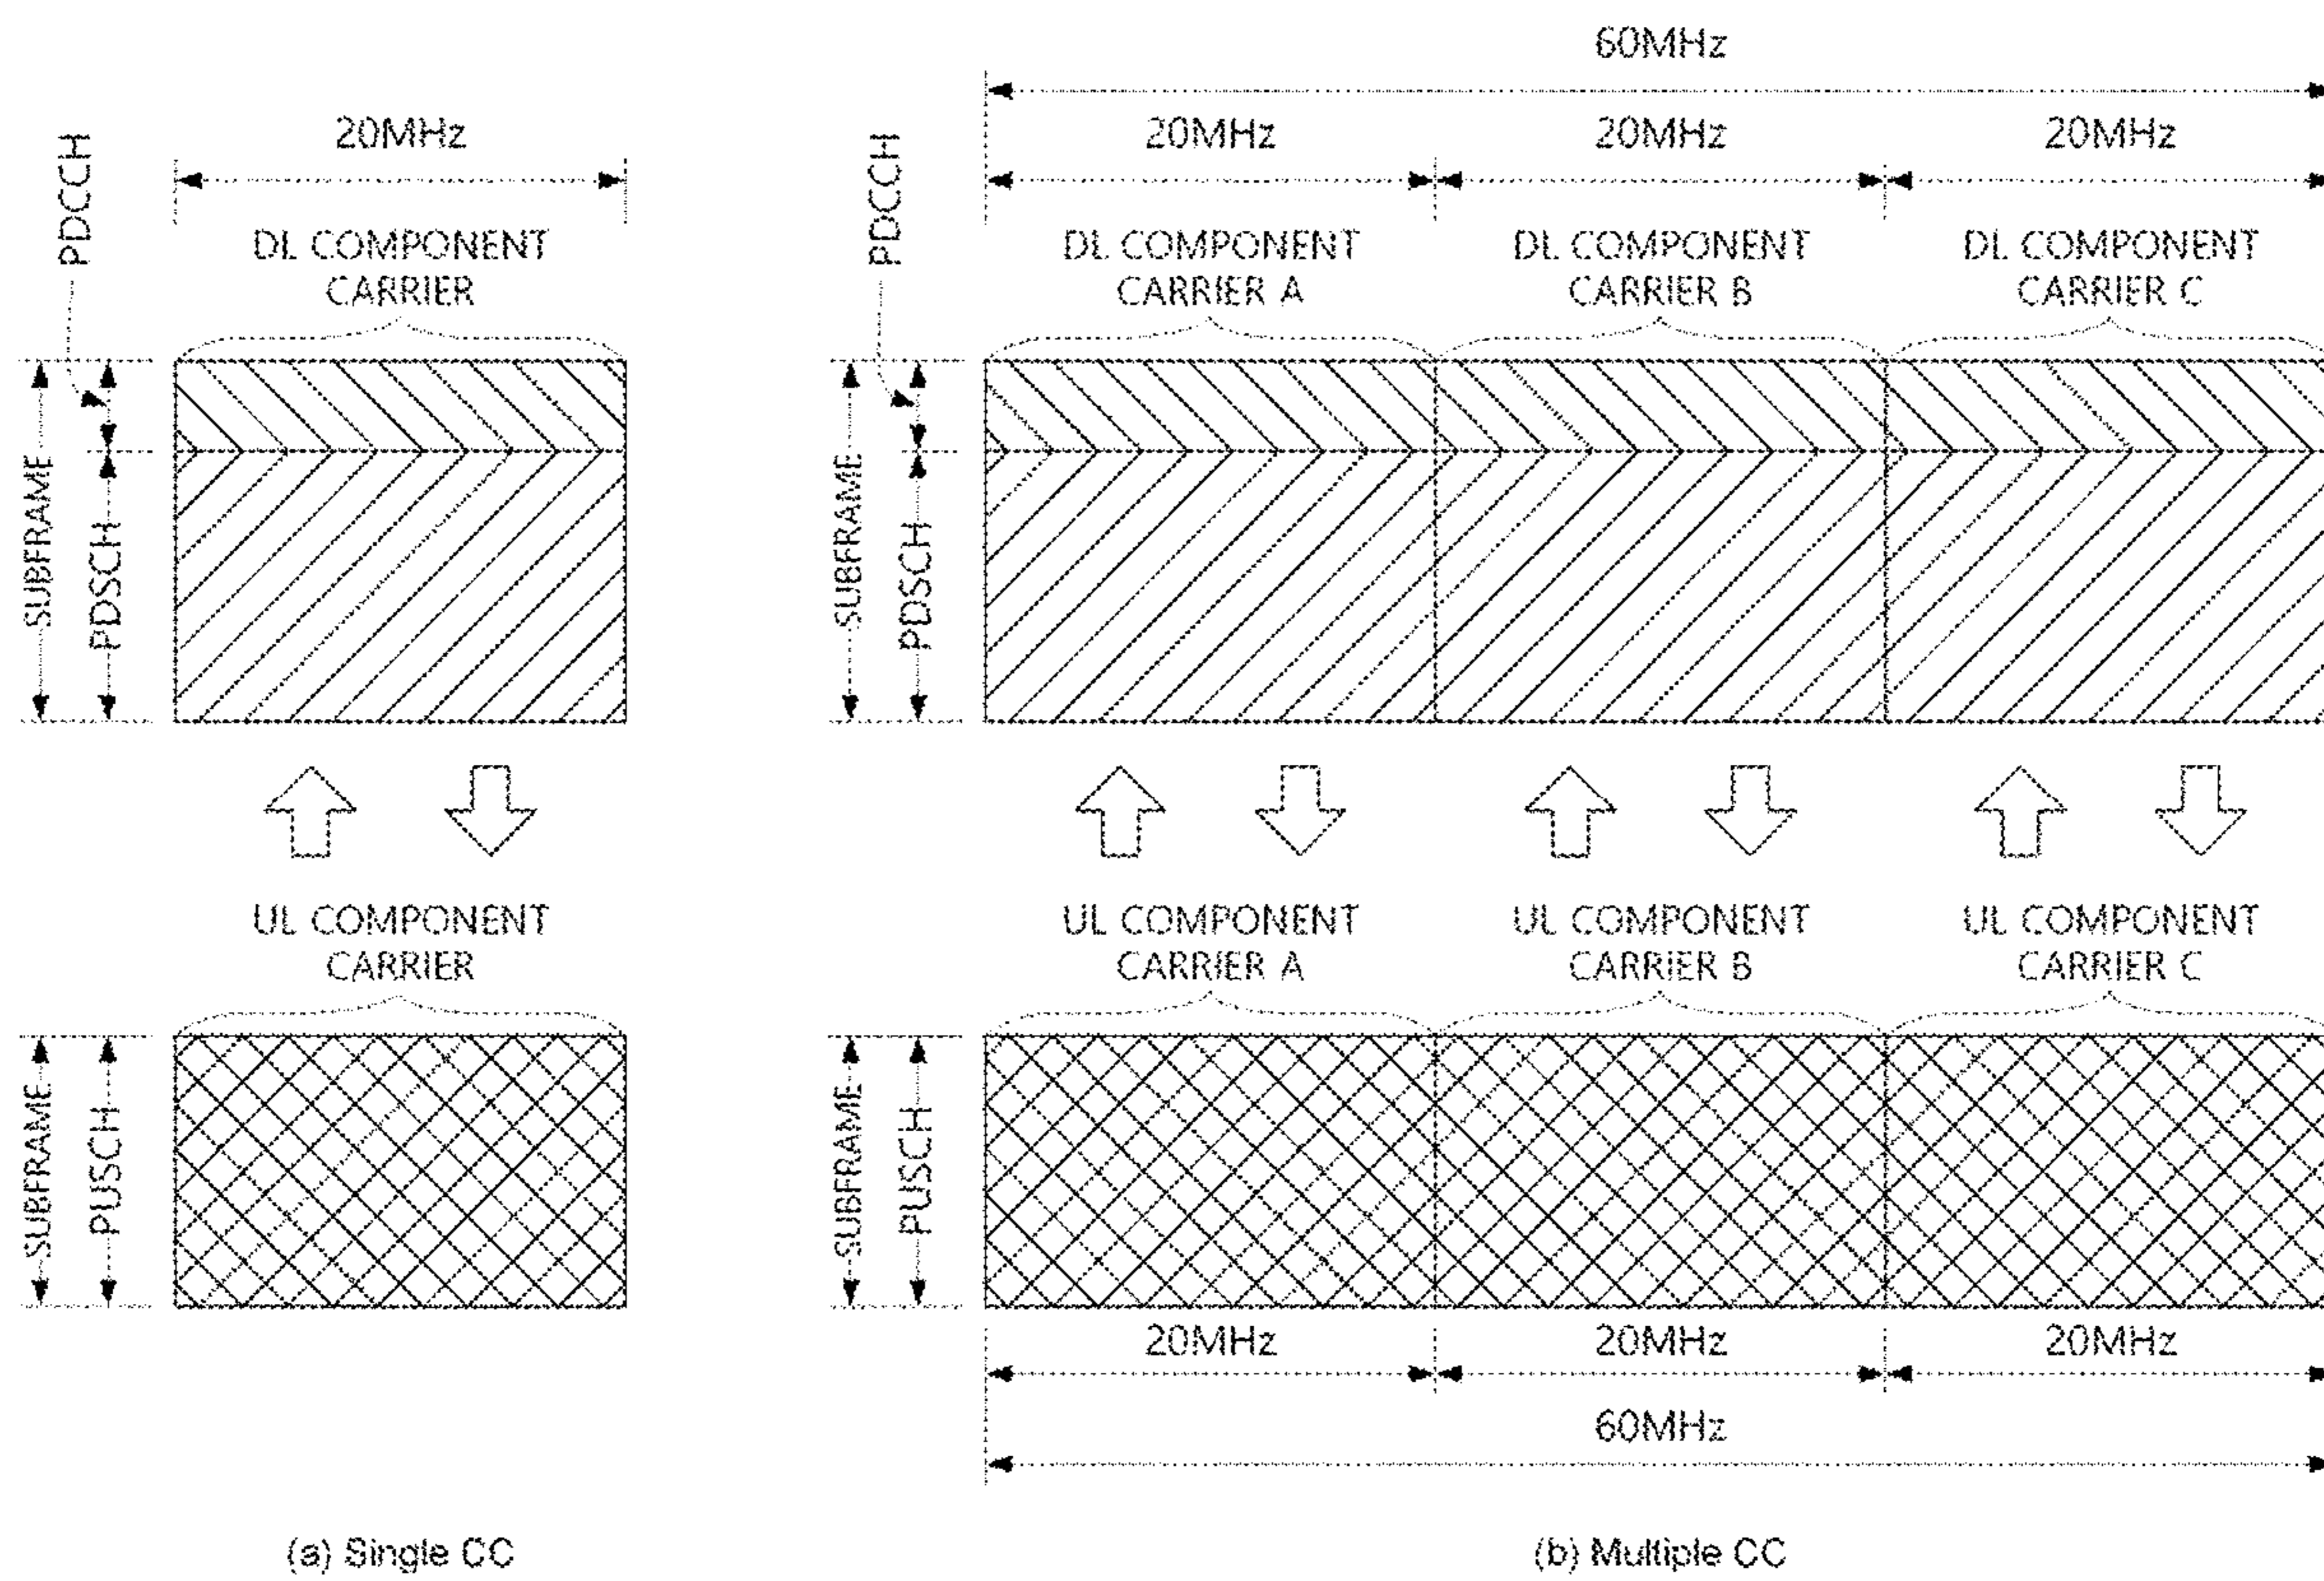 60MHz
20MHz
20MHz
20MHz
20MHz
PDCCH
PDCCH
DL COMPONENT
CARRIER
DL COMPONENT
CARRIER A
DL COMPONENT
CARRIER B
DL COMPONENT
CARRIER C
SUBFRAME
PDSCH
SUBFRAME
PDSCH
UL COMPONENT
CARRIER
UL COMPONENT
CARRIER A
UL COMPONENT
CARRIER B
UL COMPONENT
CARRIER C
SUBFRAME
PUSCH
SUBFRAME
PUSCH
20MHz
20MHz
20MHz
60MHz
(a) Single CC
(b) Multiple CC